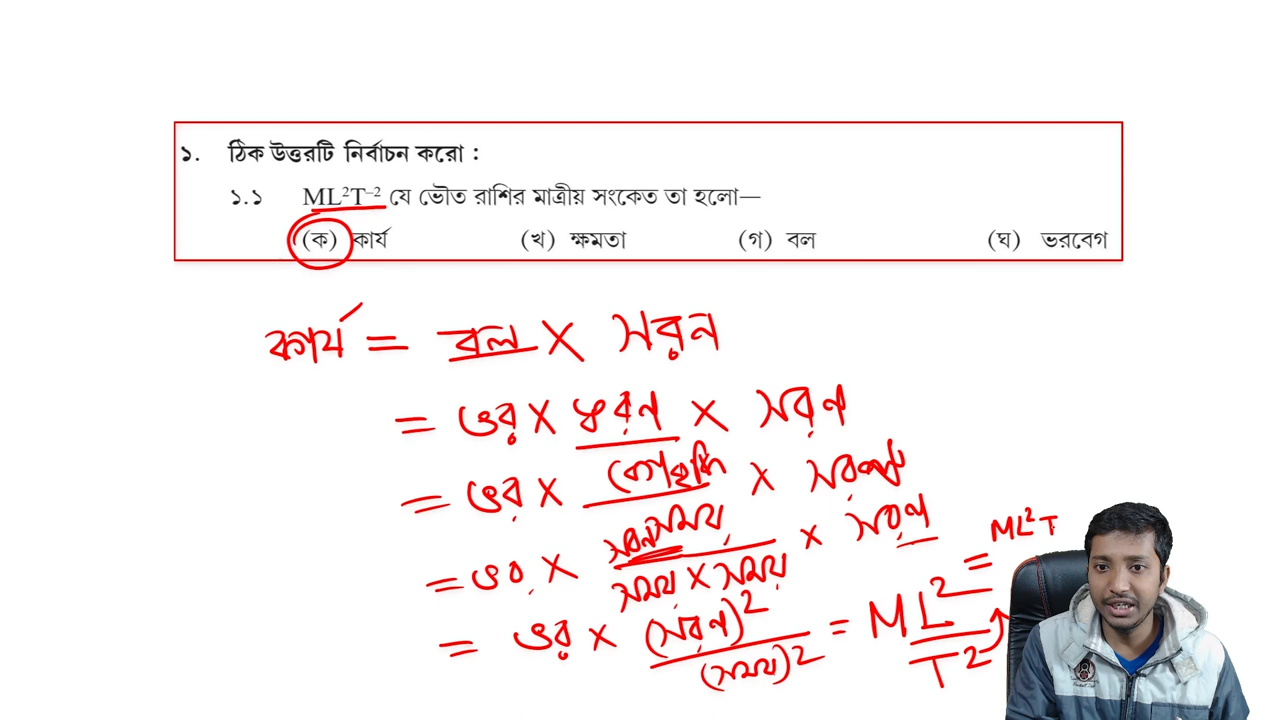 ১. ঠিক উত্তরটি নির্বাচন করো :
১.১ ML²T⁻² যে ভৌত রাশির মাত্রীয় সংকেত তা হলো—
(ক) কার্য (খ) ক্ষমতা (গ) বল (ঘ) ভরবেগ
কার্য = বল × সরন
= ভর × ত্বরণ × সরণ
= ভর × বেগবৃদ্ধি / সময় × সরণ
= ভর × সরণ / সময় × সময় × সরণ
= ভর × (সরণ)² / (সময়)² = ML² / T²
= ML²T